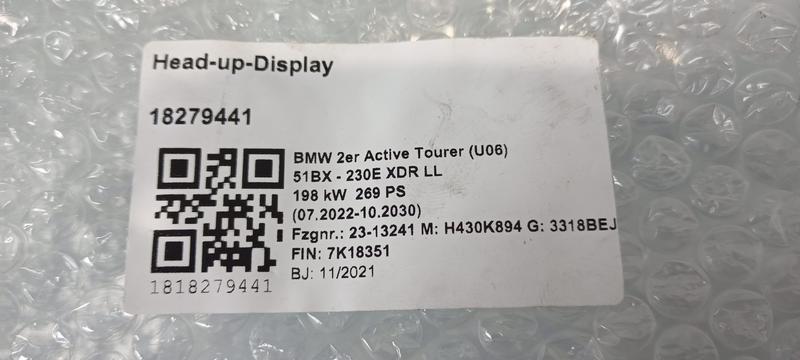 Head-up-Display
18279441
BMW 2er Active Tourer (U06)
51BX - 230E XDR LL
198 kW 269 PS
(07.2022-10.2030)
Fzgnr.: 23-13241 M: H430K894 G: 3318BEJ
FIN: 7K18351
BJ: 11/2021
1818279441